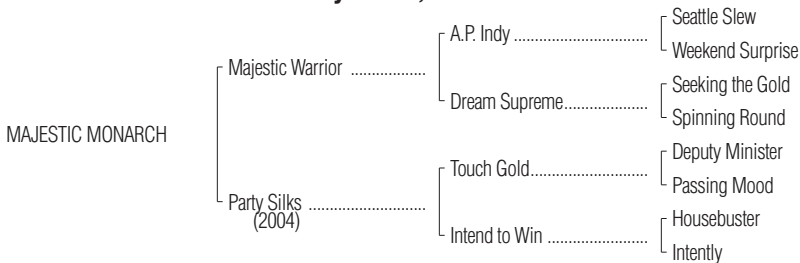 Seattle Slew
A.P. Indy ..................................
Weekend Surprise
Majestic Warrior ..................
Seeking the Gold
Dream Supreme.....................
Spinning Round
MAJESTIC MONARCH
Deputy Minister
Touch Gold..............................
Passing Mood
Party Silks ............................
(2004)
Housebuster
Intend to Win .........................
Intently